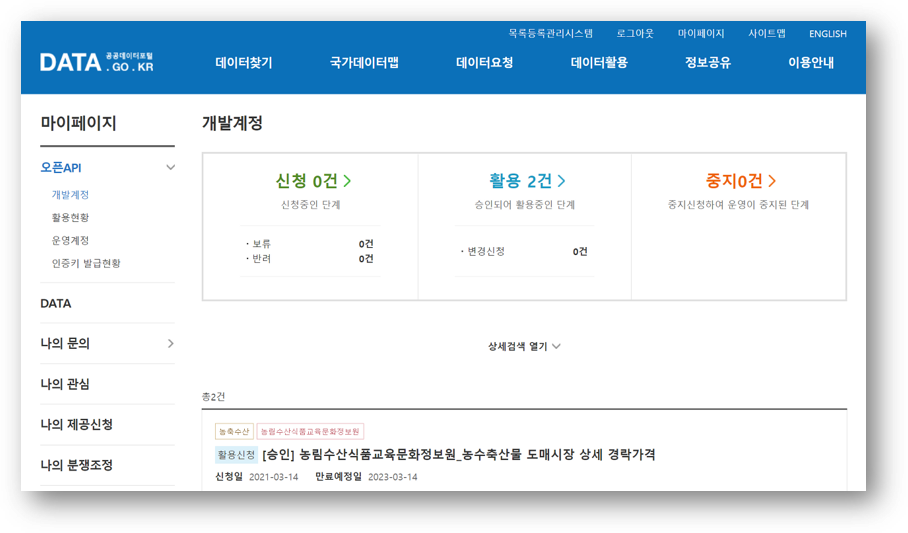 목록등록관리시스템 로그아웃 마이페이지 사이트맵 ENGLISH
DATA 공공데이터포털
.GO.KR
데이터찾기 국가데이터맵 데이터요청 데이터활용 정보공유 이용안내
마이페이지
오픈API
개발계정
활용현황
운영계정
인증키 발급현황
DATA
나의 문의
나의 관심
나의 제공신청
나의 분쟁조정
개발계정
신청 0건
신청중인 단계
· 보류 0건
· 반려 0건
활용 2건
승인되어 활용중인 단계
· 변경신청 0건
중지0건
중지신청하여 운영이 중지된 단계
상세검색 열기
총2건
농축수산 농림수산식품교육문화정보원
활용신청 [승인] 농림수산식품교육문화정보원_농수축산물 도매시장 상세 경락가격
신청일 2021-03-14 만료예정일 2023-03-14